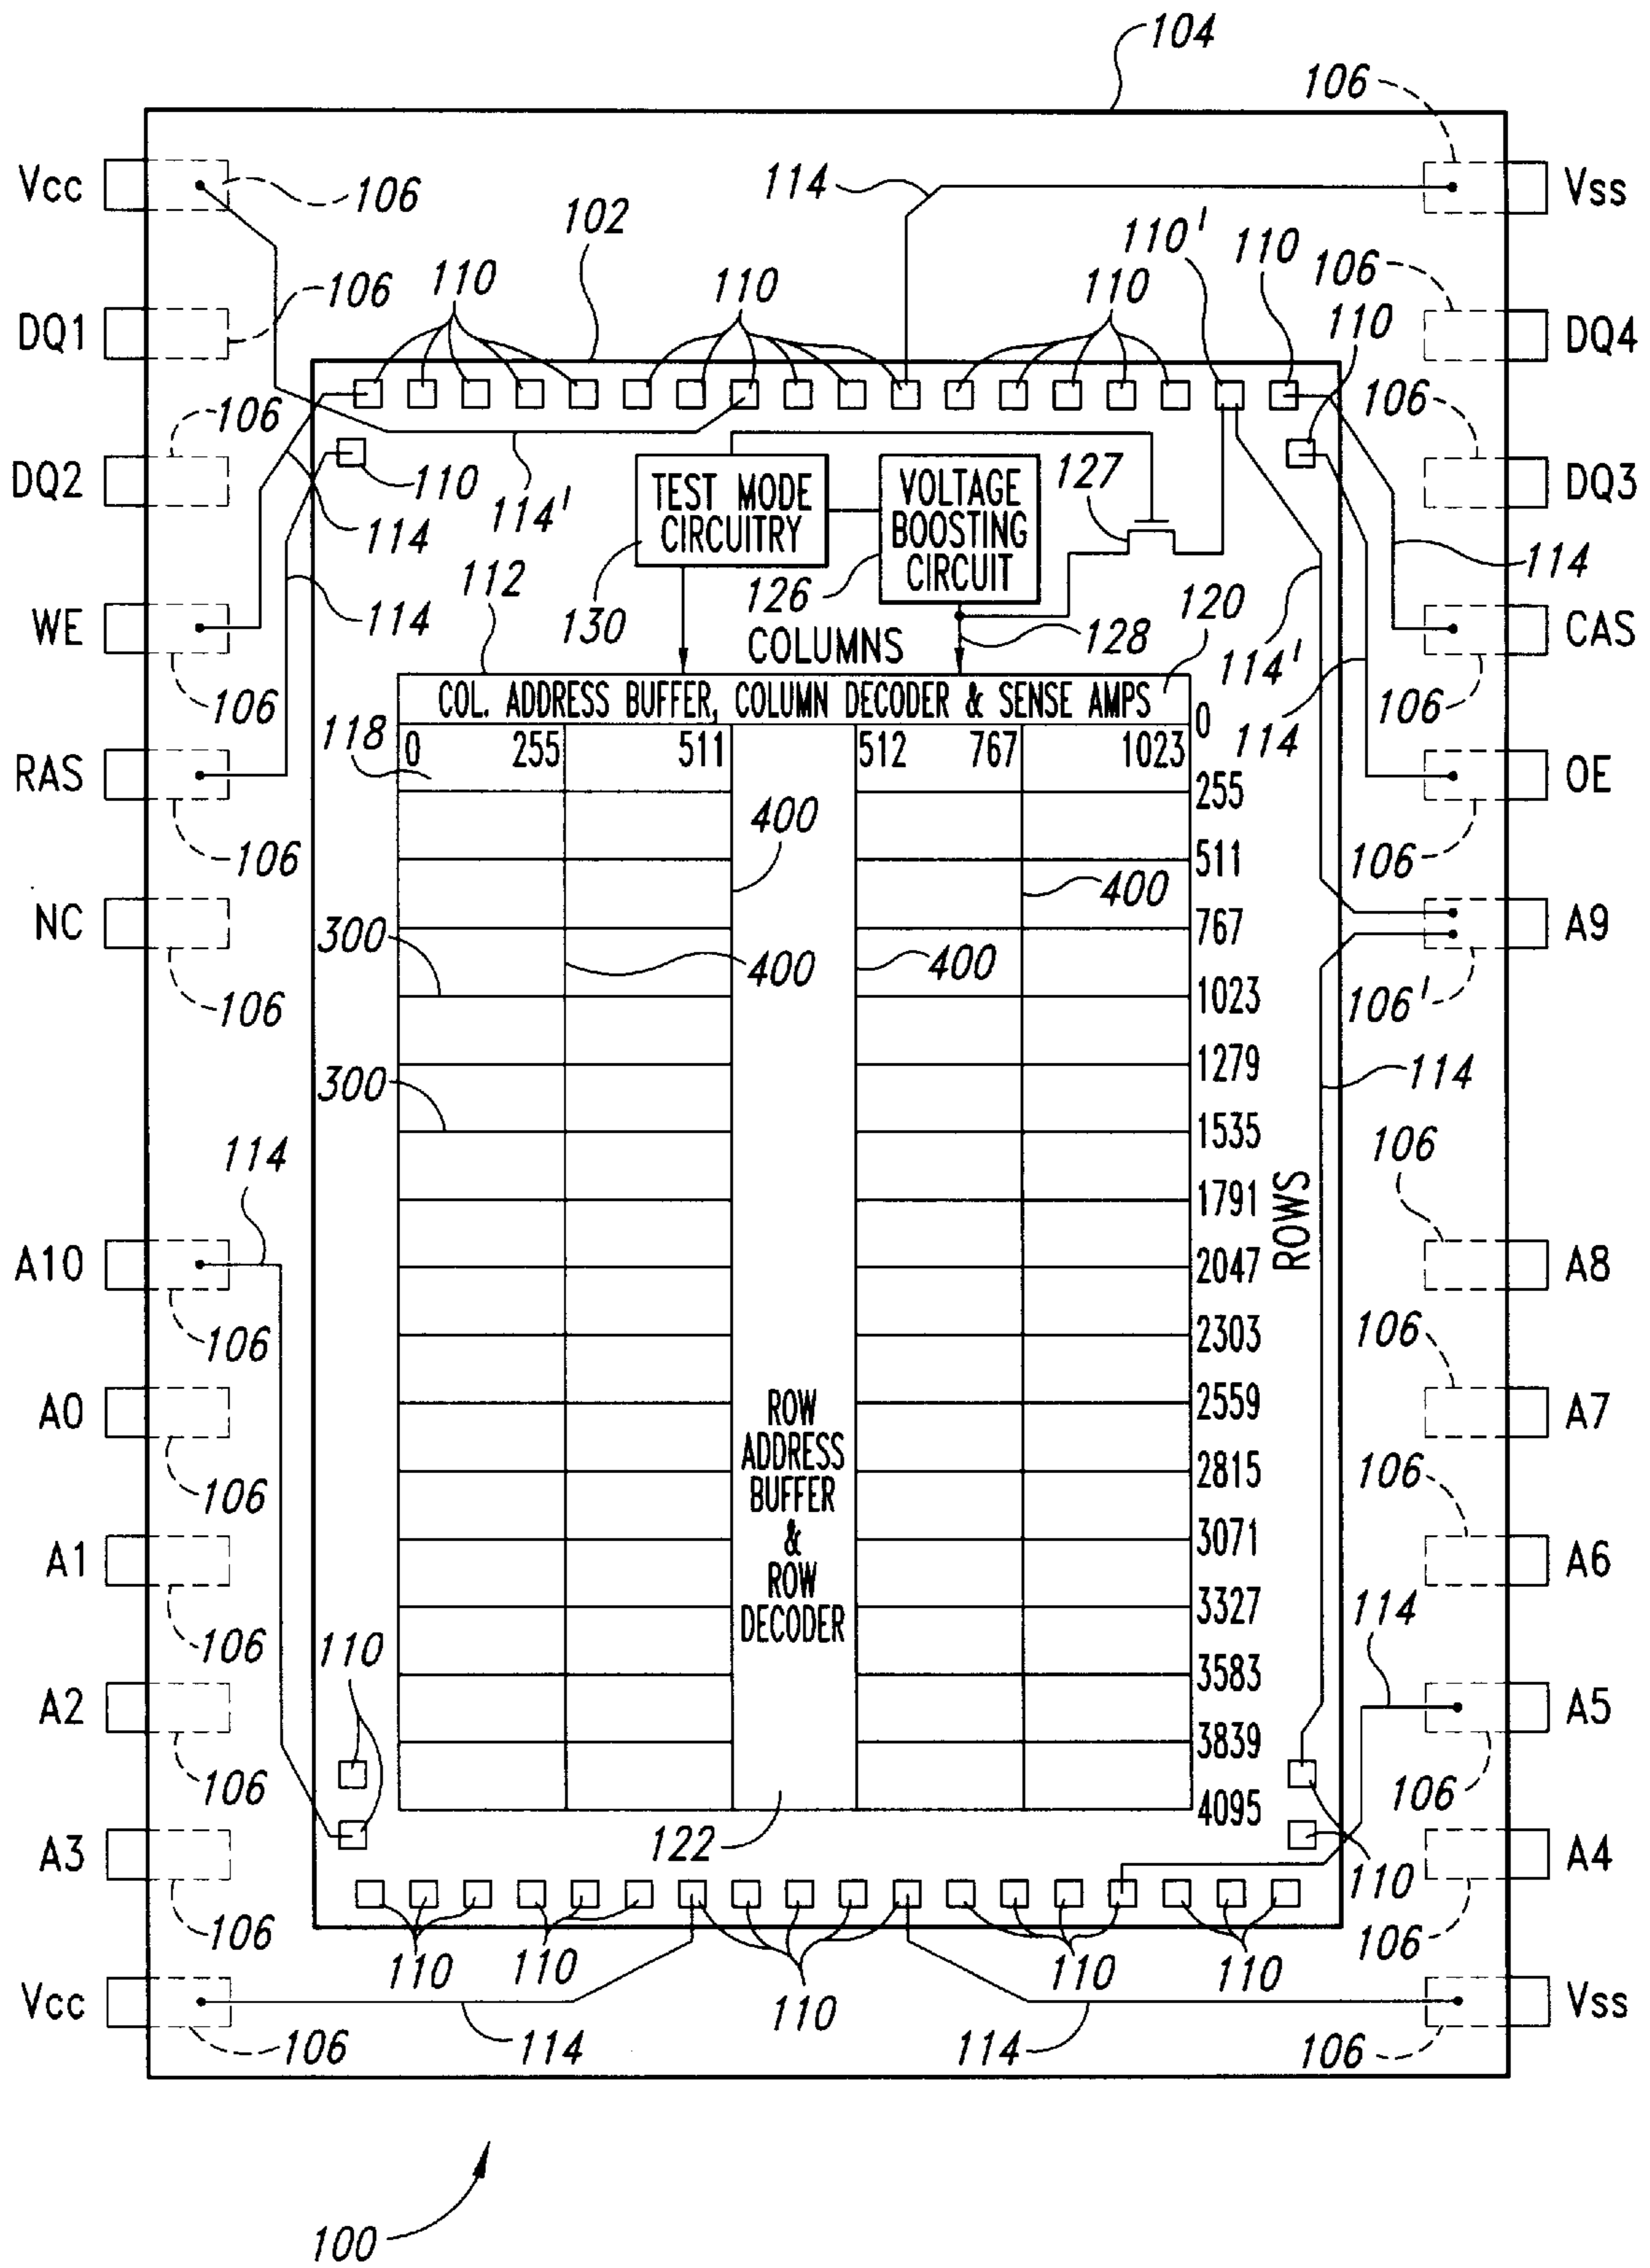 104
106
Vcc
106
114
Vss
102
110'
110
106
DQ1
106
110
110
110
110
DQ4
106
DQ2
106
110
114'
TEST MODE
CIRCUITRY
VOLTAGE
BOOSTING
CIRCUIT
127
DQ3
114
114
112
130
126
120
WE
114
COLUMNS
128
114'
CAS
106
COL. ADDRESS BUFFER, COLUMN DECODER & SENSE AMPS
0
106
118
0
255
511
512
767
1023
114
RAS
255
OE
400
106
511
106
400
NC
300
767
A9
400
400
106
1023
106'
300
1279
114
1535
106
114
1791
ROWS
A10
2047
A8
106
2303
106
A0
ROW
ADDRESS
BUFFER
&
ROW
DECODER
2559
A7
106
2815
106
A1
3071
A6
106
110
3327
114
A2
3583
A5
106
3839
106
4095
A3
122
110
A4
106
106
110
110
110
110
110
Vcc
Vss
106
114
114
106
100